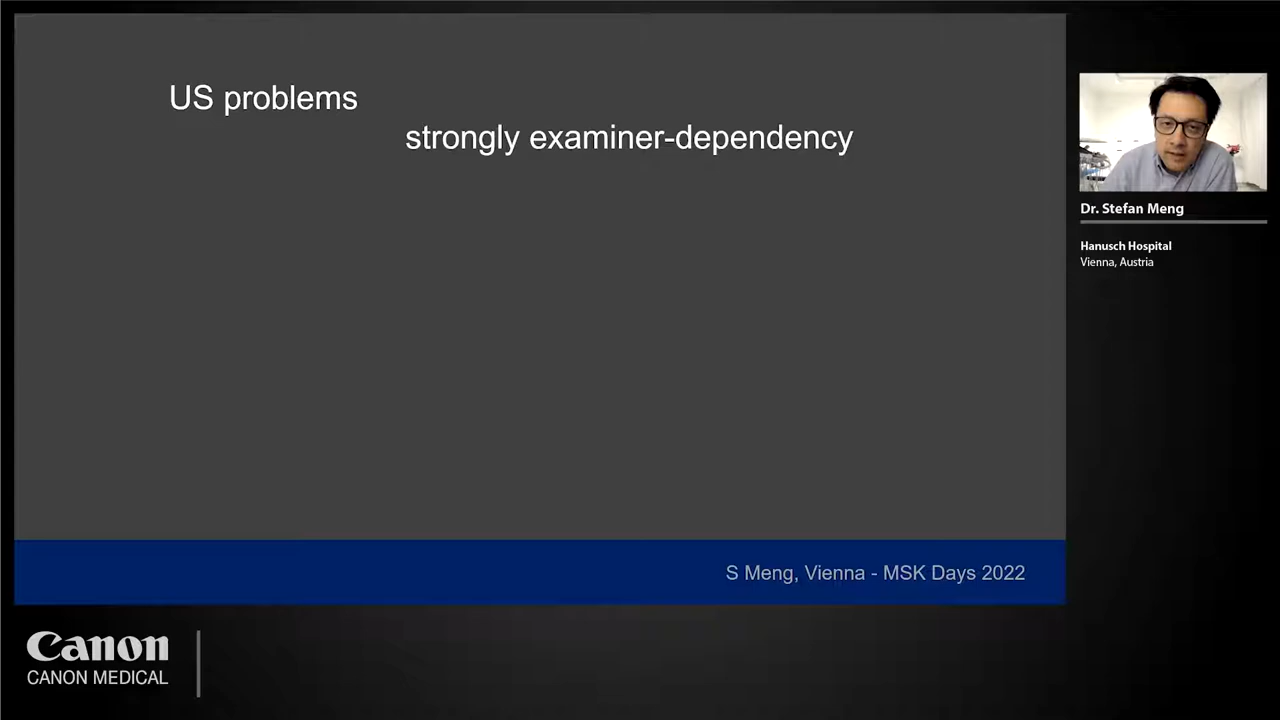 US problems
strongly examiner-dependency
S Meng, Vienna - MSK Days 2022
Dr. Stefan Meng
Hanusch Hospital
Vienna, Austria
Canon
CANON MEDICAL